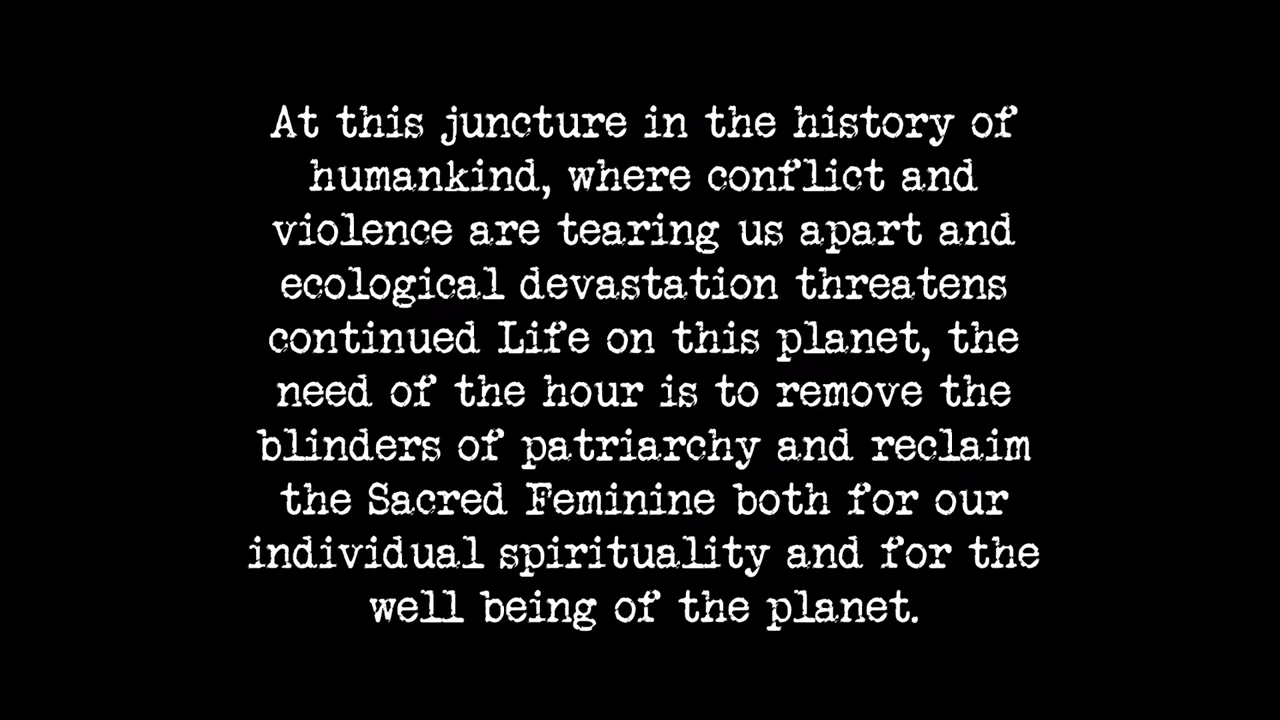 At this juncture in the history of
humankind, where conflict and
violence are tearing us apart and
ecological devastation threatens
continued Life on this planet, the
need of the hour is to remove the
blinders of patriarchy and reclaim
the Sacred Feminine both for our
individual spirituality and for the
well being of the planet.